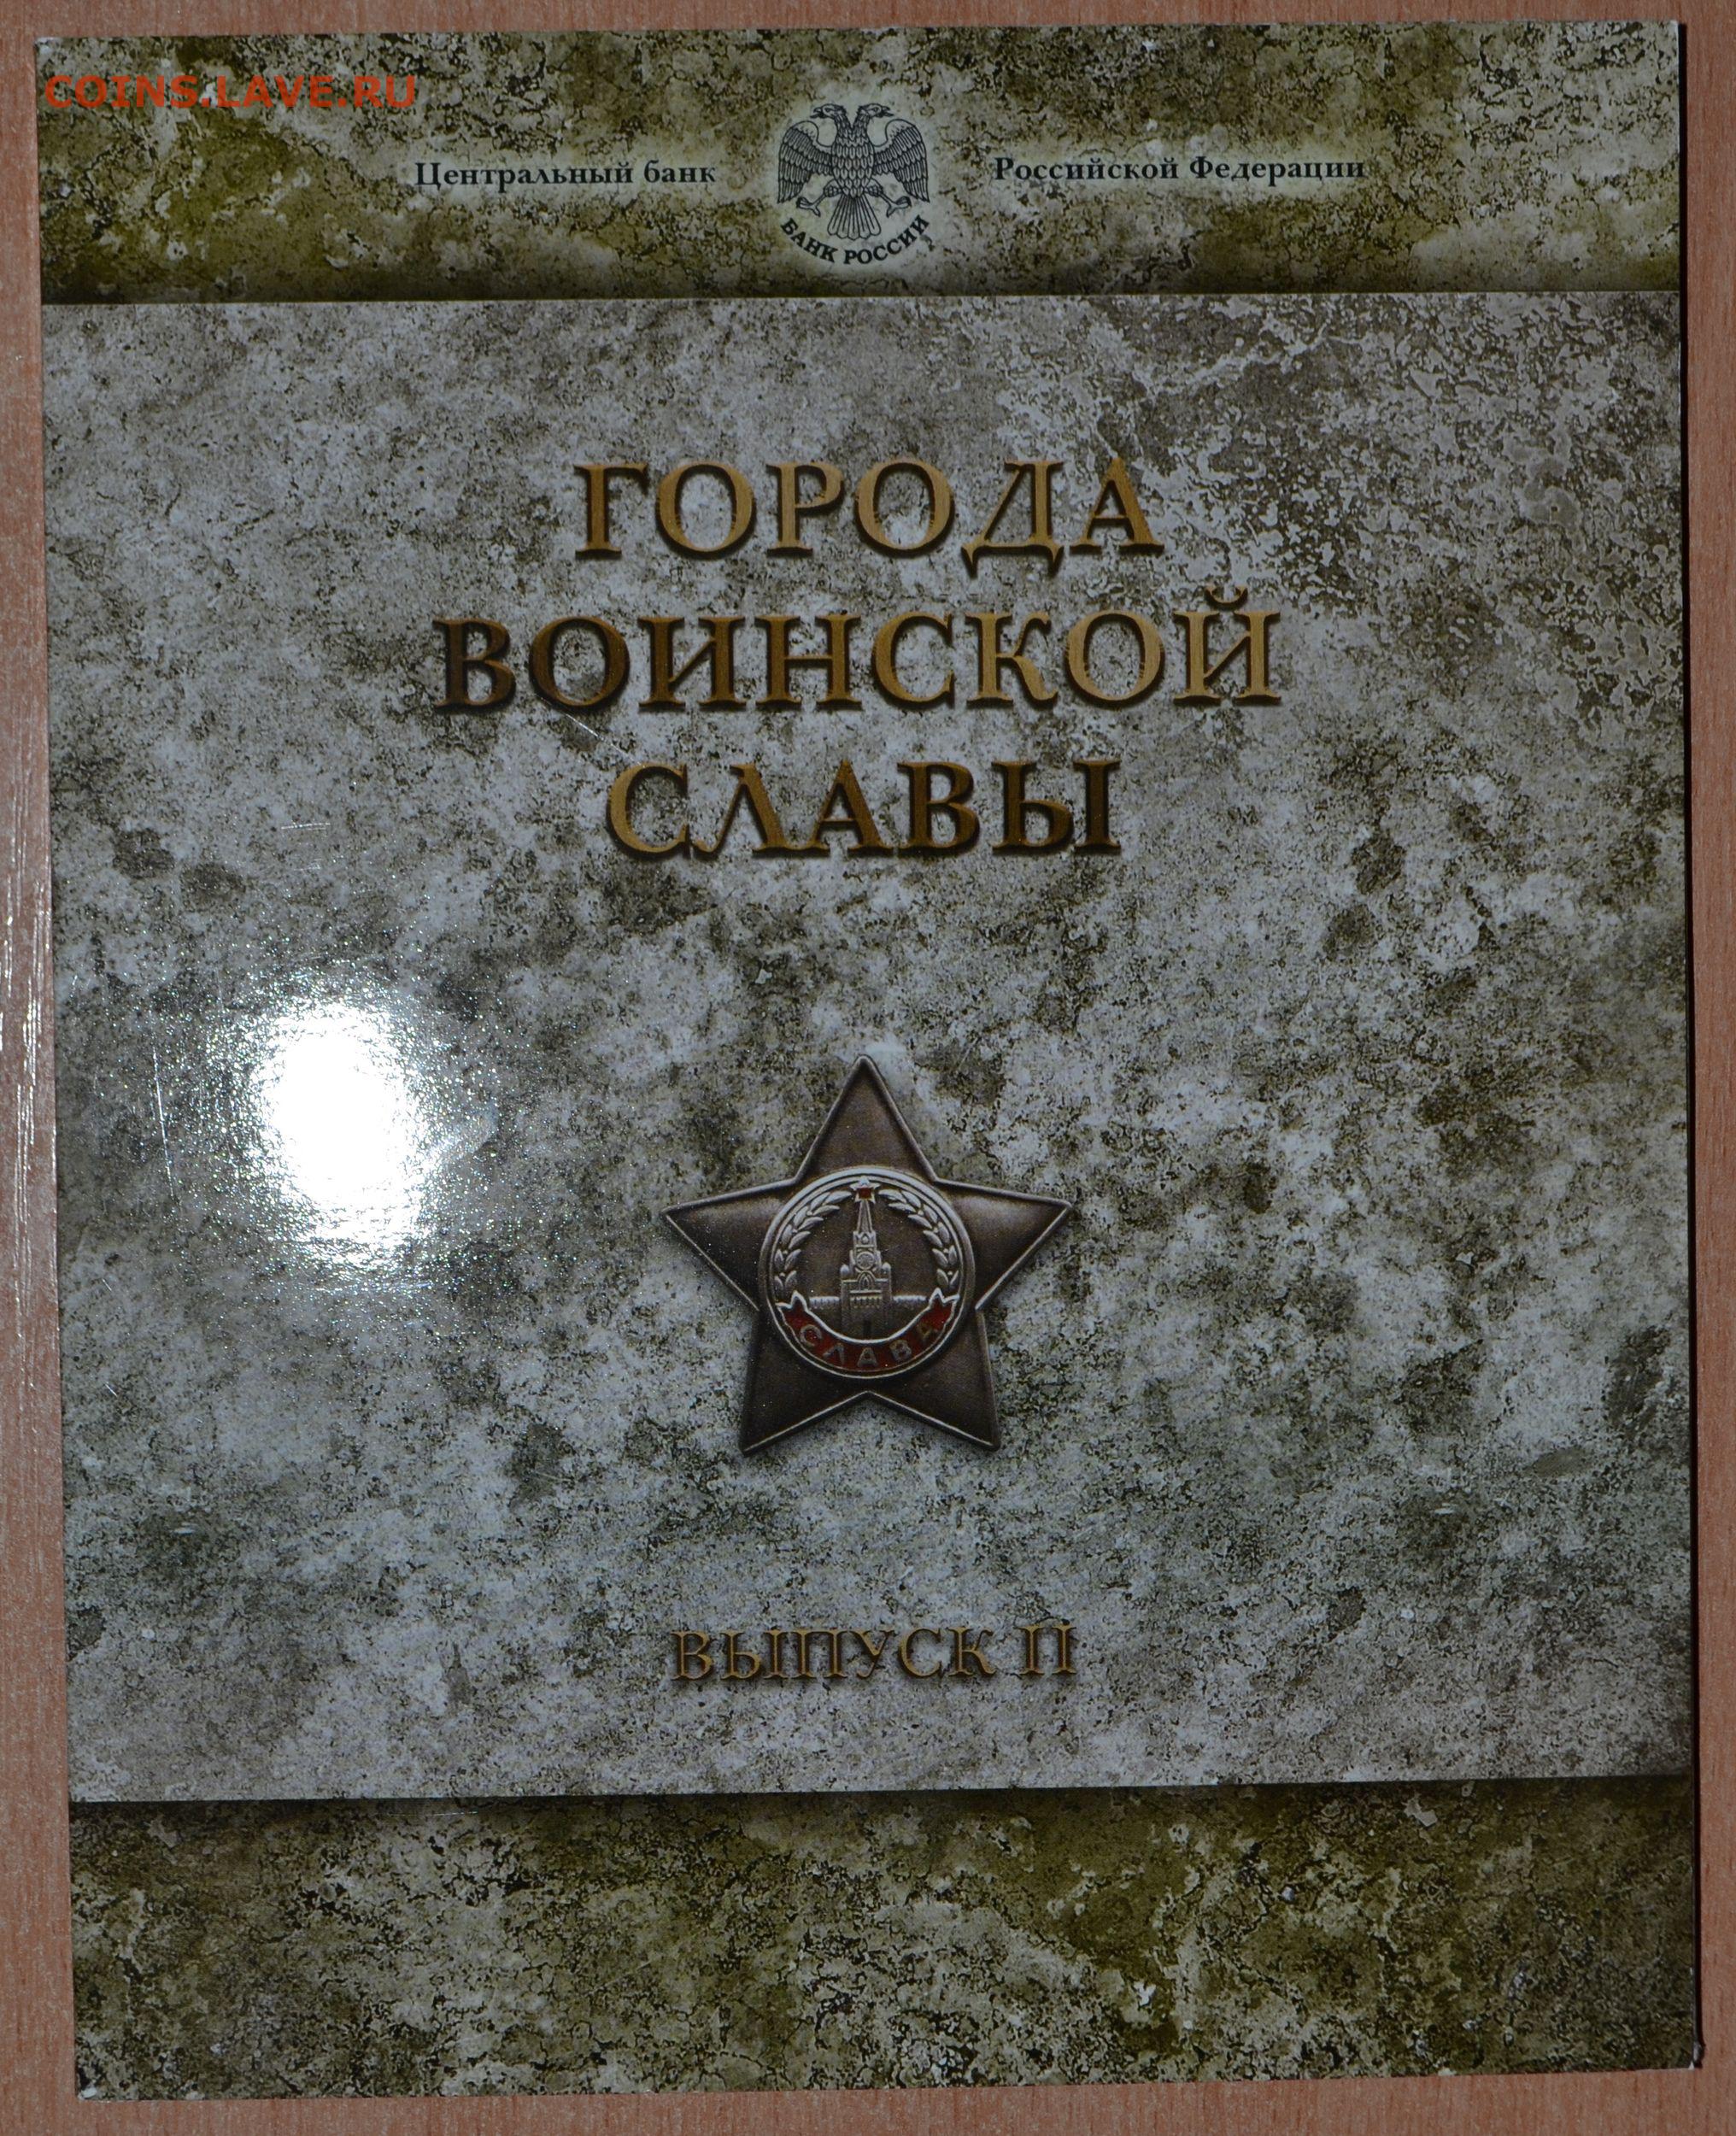 COINS.LAVE.RU
Центральный банк Российской Федерации
БАНК РОССИИ
ГОРОДА
ВОИНСКОЙ
СЛАВЫ
СЛАВА
ВЫПУСК II